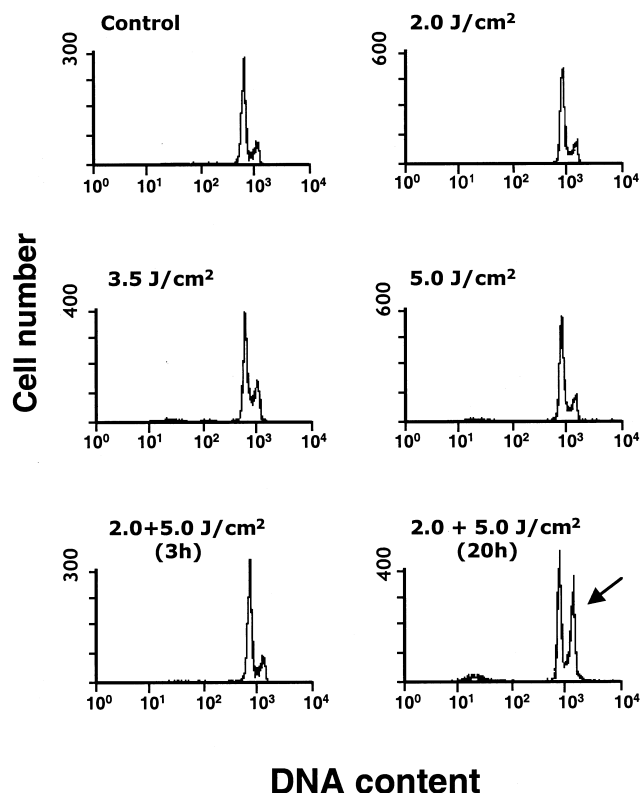 Control
300
10⁰ 10¹ 10² 10³ 10⁴
2.0 J/cm²
600
10⁰ 10¹ 10² 10³ 10⁴
3.5 J/cm²
400
10⁰ 10¹ 10² 10³ 10⁴
5.0 J/cm²
600
10⁰ 10¹ 10² 10³ 10⁴
2.0+5.0 J/cm²
(3h)
300
10⁰ 10¹ 10² 10³ 10⁴
2.0 + 5.0 J/cm²
(20h)
400
10⁰ 10¹ 10² 10³ 10⁴
Cell number
DNA content